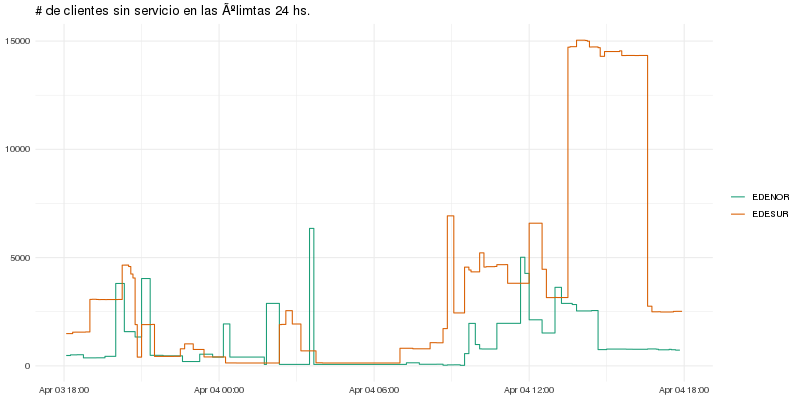 # de clientes sin servicio en las Ãºlimtas 24 hs.
15000
10000
5000
0
Apr 03 18:00
Apr 04 00:00
Apr 04 06:00
Apr 04 12:00
Apr 04 18:00
EDENOR
EDESUR